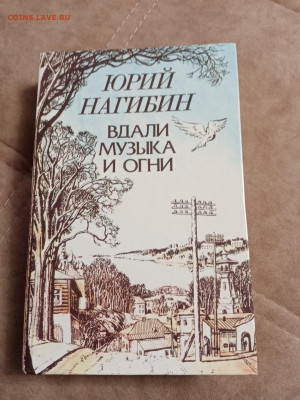 COINS.LAVE.RU
ЮРИЙ
НАГИБИН
ВДАЛИ
МУЗЫКА
И ОГНИ